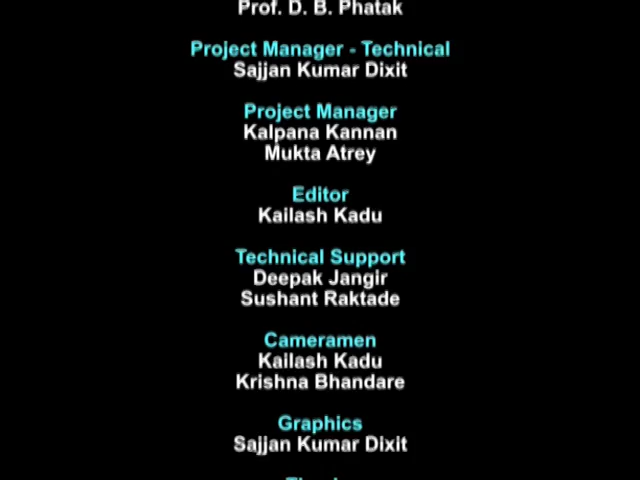 Prof. D. B. Phatak
Project Manager - Technical
Sajjan Kumar Dixit
Project Manager
Kalpana Kannan
Mukta Atrey
Editor
Kailash Kadu
Technical Support
Deepak Jangir
Sushant Raktade
Cameramen
Kailash Kadu
Krishna Bhandare
Graphics
Sajjan Kumar Dixit